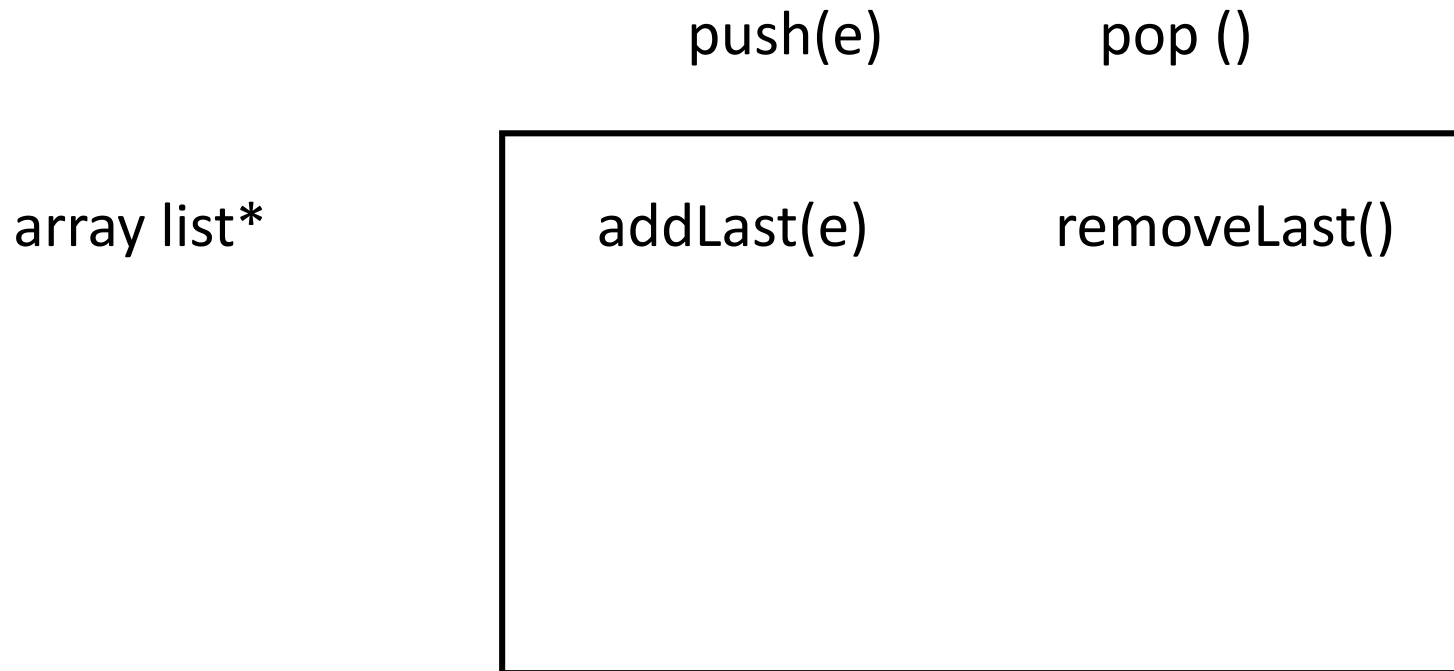 push(e) pop ()
array list* addLast(e) removeLast()